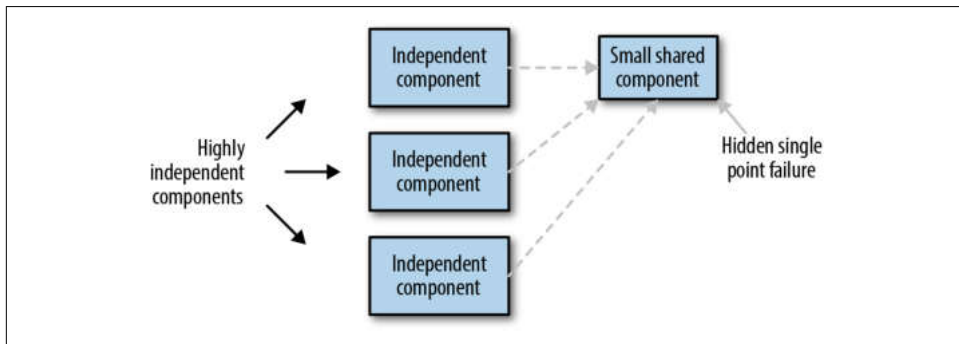 Independent
component
Small shared
component
Highly
independent
components
Independent
component
Hidden single
point failure
Independent
component